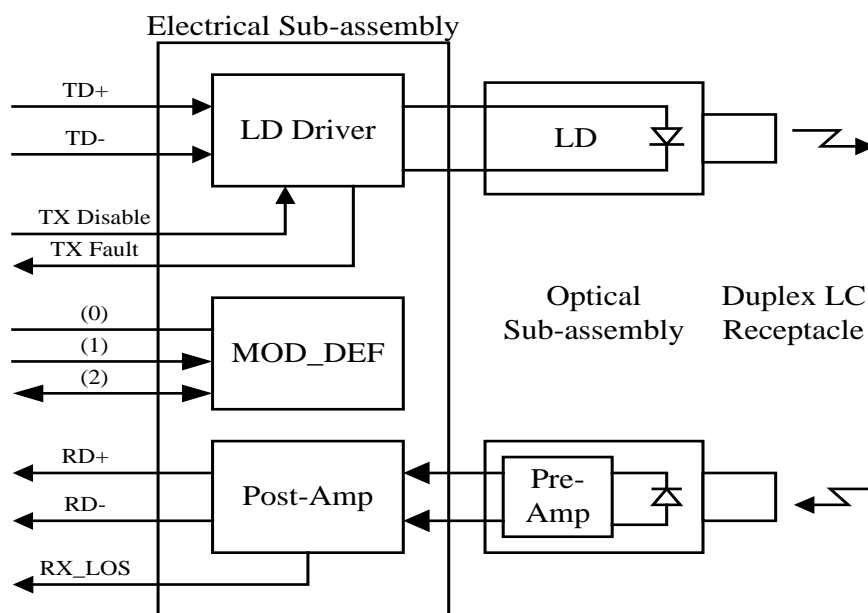 Electrical Sub-assembly
TD+
TD-
LD Driver
LD
TX Disable
TX Fault
Optical
Sub-assembly
Duplex LC
Receptacle
(0)
(1)
(2)
MOD_DEF
RD+
RD-
RX_LOS
Post-Amp
Pre-
Amp